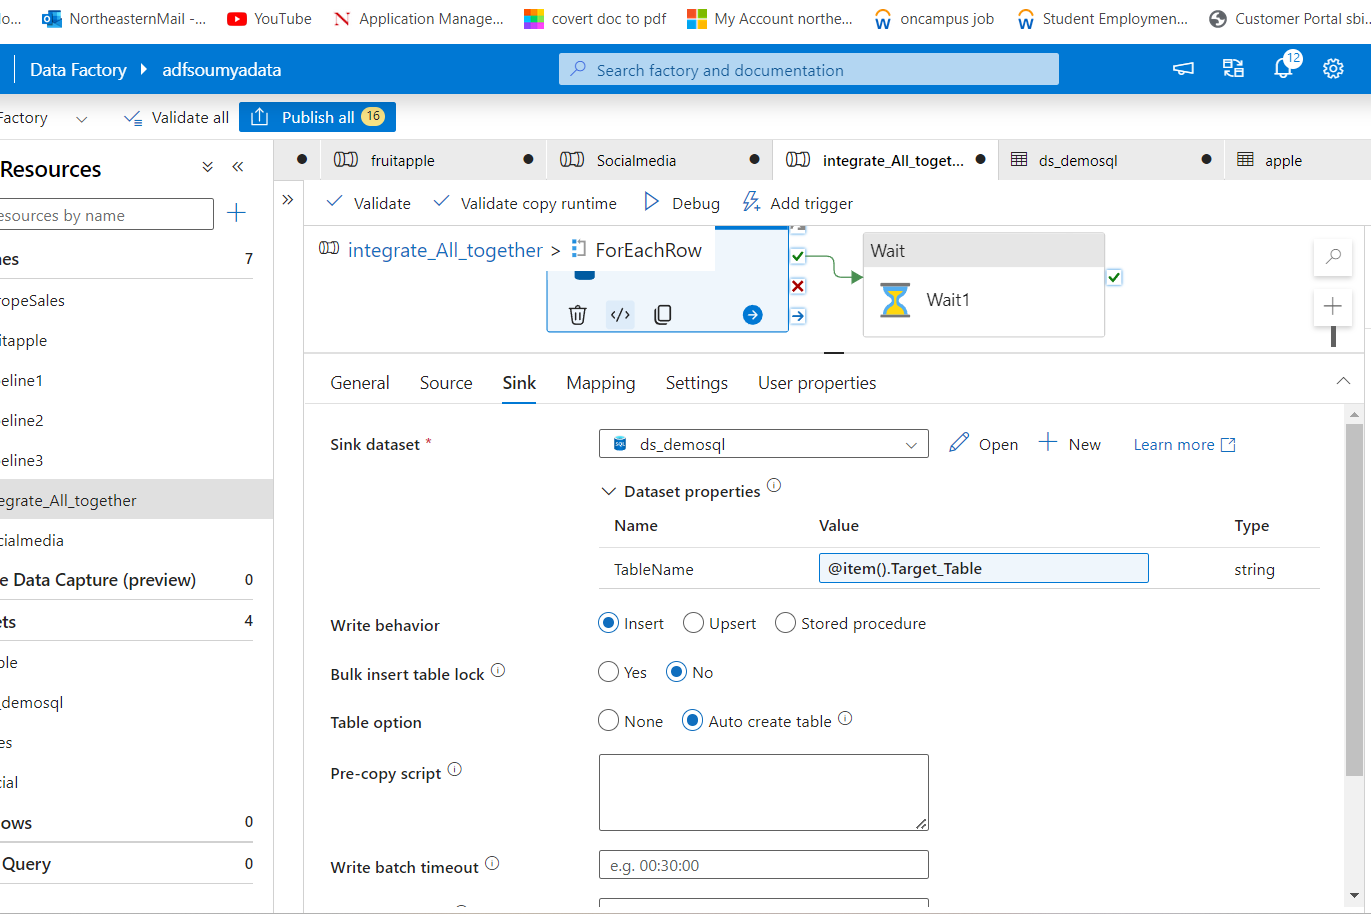 NortheasternMail -... YouTube Application Manage... covert doc to pdf My Account northe... oncampus job Student Employmen... Customer Portal sbi...
Data Factory adfsoumyadata Search factory and documentation 12
Factory Validate all Publish all 16
Resources
esources by name
nes 7
ropeSales
itapple
eline1
eline2
eline3
egrate_All_together
cialmedia
e Data Capture (preview) 0
ets 4
ple
_demosql
es
cial
ows 0
Query 0
fruitapple Socialmedia integrate_All_toget... ds_demosql apple
Validate Validate copy runtime Debug Add trigger
integrate_All_together > ForEachRow
Wait
Wait1
General Source Sink Mapping Settings User properties
Sink dataset * SQL ds_demosql Open New Learn more
Dataset properties
Name Value Type
TableName @item().Target_Table string
Write behavior Insert Upsert Stored procedure
Bulk insert table lock Yes No
Table option None Auto create table
Pre-copy script
Write batch timeout e.g. 00:30:00